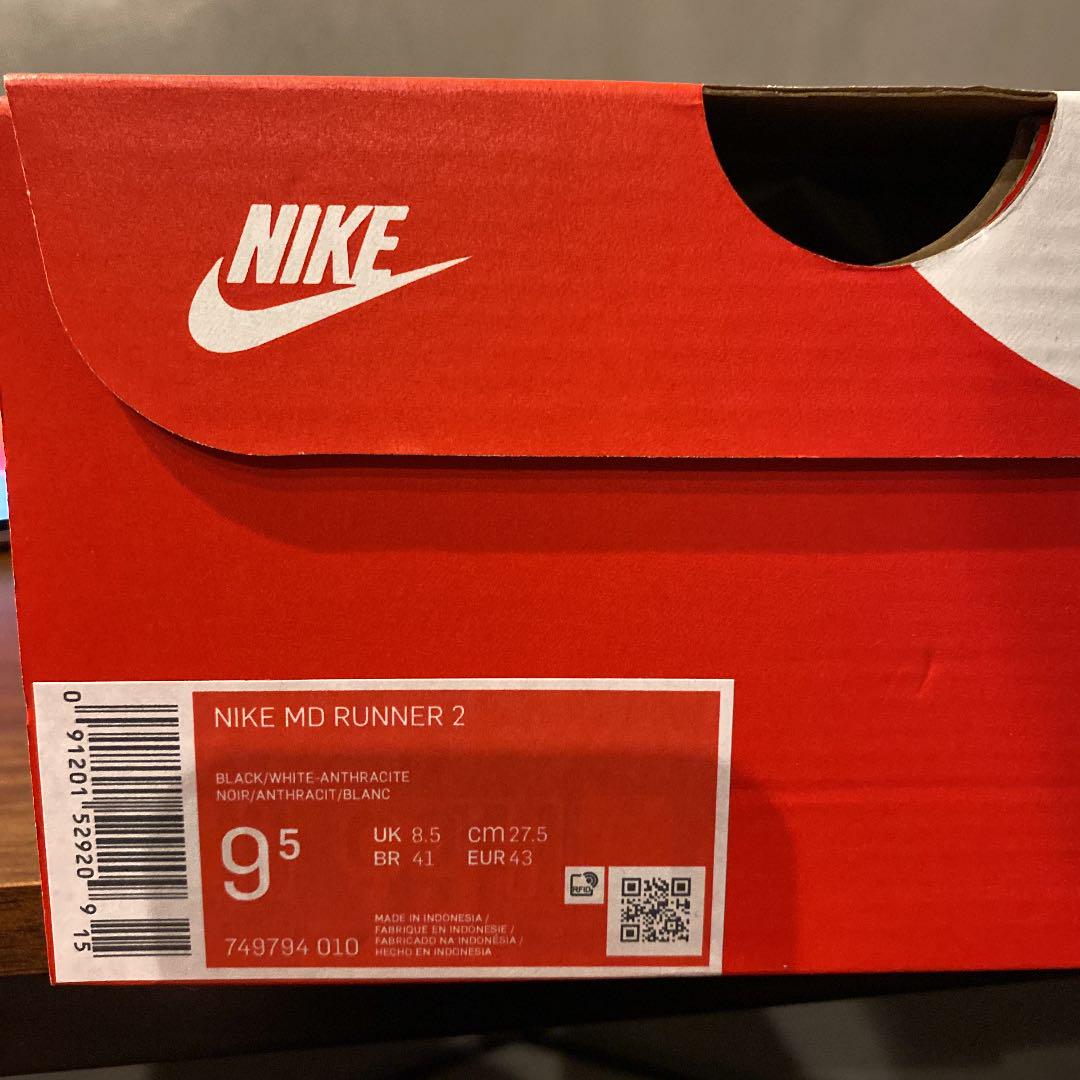 NIKE
NIKE MD RUNNER 2
BLACK/WHITE-ANTHRACITE
NOIR/ANTHRACIT/BLANC
9⁵
UK 8.5 cm 27.5
BR 41 EUR 43
RFID
MADE IN INDONESIA /
FABRIQUE EN INDONESIE /
FABRICADO NA INDONÉSIA /
HECHO EN INDONESIA
749794 010
0 91201 52920 9 15